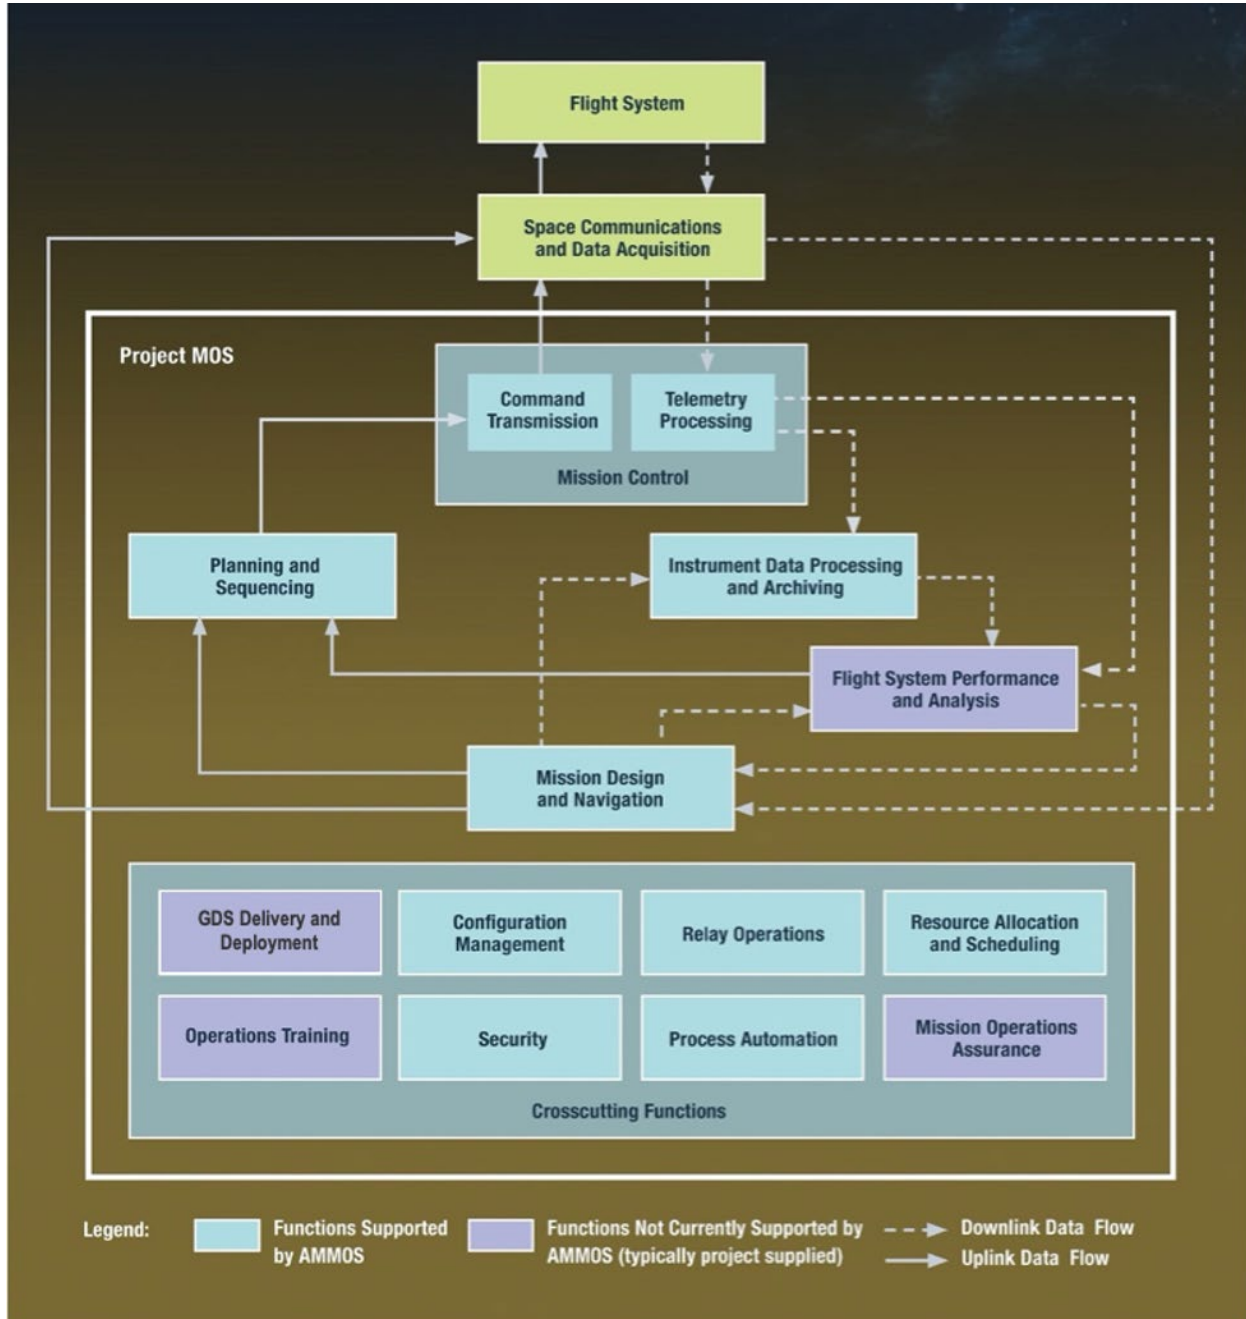 Flight System
Space Communications
and Data Acquisition
Project MOS
Command
Transmission
Telemetry
Processing
Mission Control
Planning and
Sequencing
Instrument Data Processing
and Archiving
Flight System Performance
and Analysis
Mission Design
and Navigation
GDS Delivery and
Deployment
Configuration
Management
Relay Operations
Resource Allocation
and Scheduling
Operations Training
Security
Process Automation
Mission Operations
Assurance
Crosscutting Functions
Legend:
Functions Supported
by AMMOS
Functions Not Currently Supported by
AMMOS (typically project supplied)
Downlink Data Flow
Uplink Data Flow